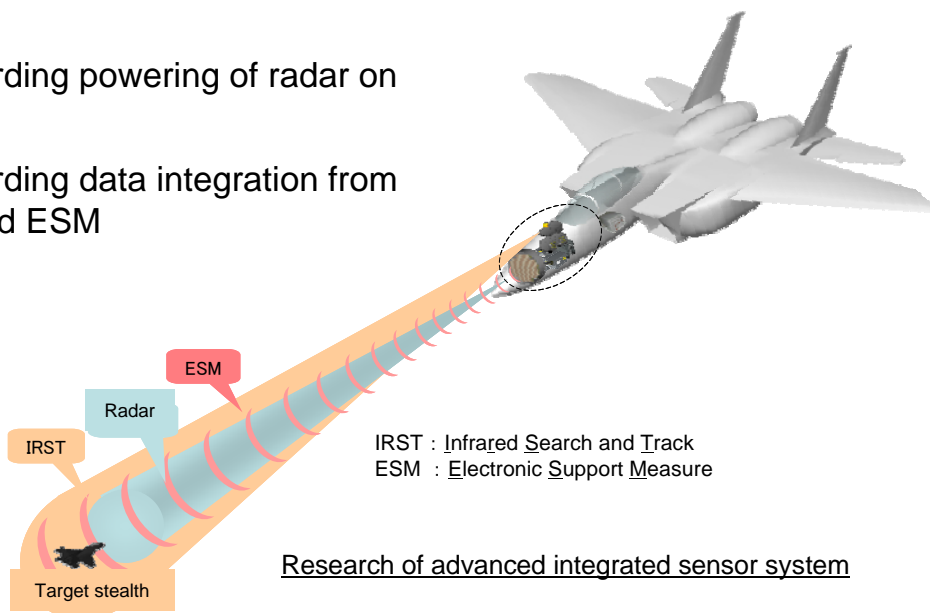 rding powering of radar on
rding data integration from
d ESM
ESM
Radar
IRST
IRST : Infrared Search and Track
ESM : Electronic Support Measure
Target stealth
Research of advanced integrated sensor system